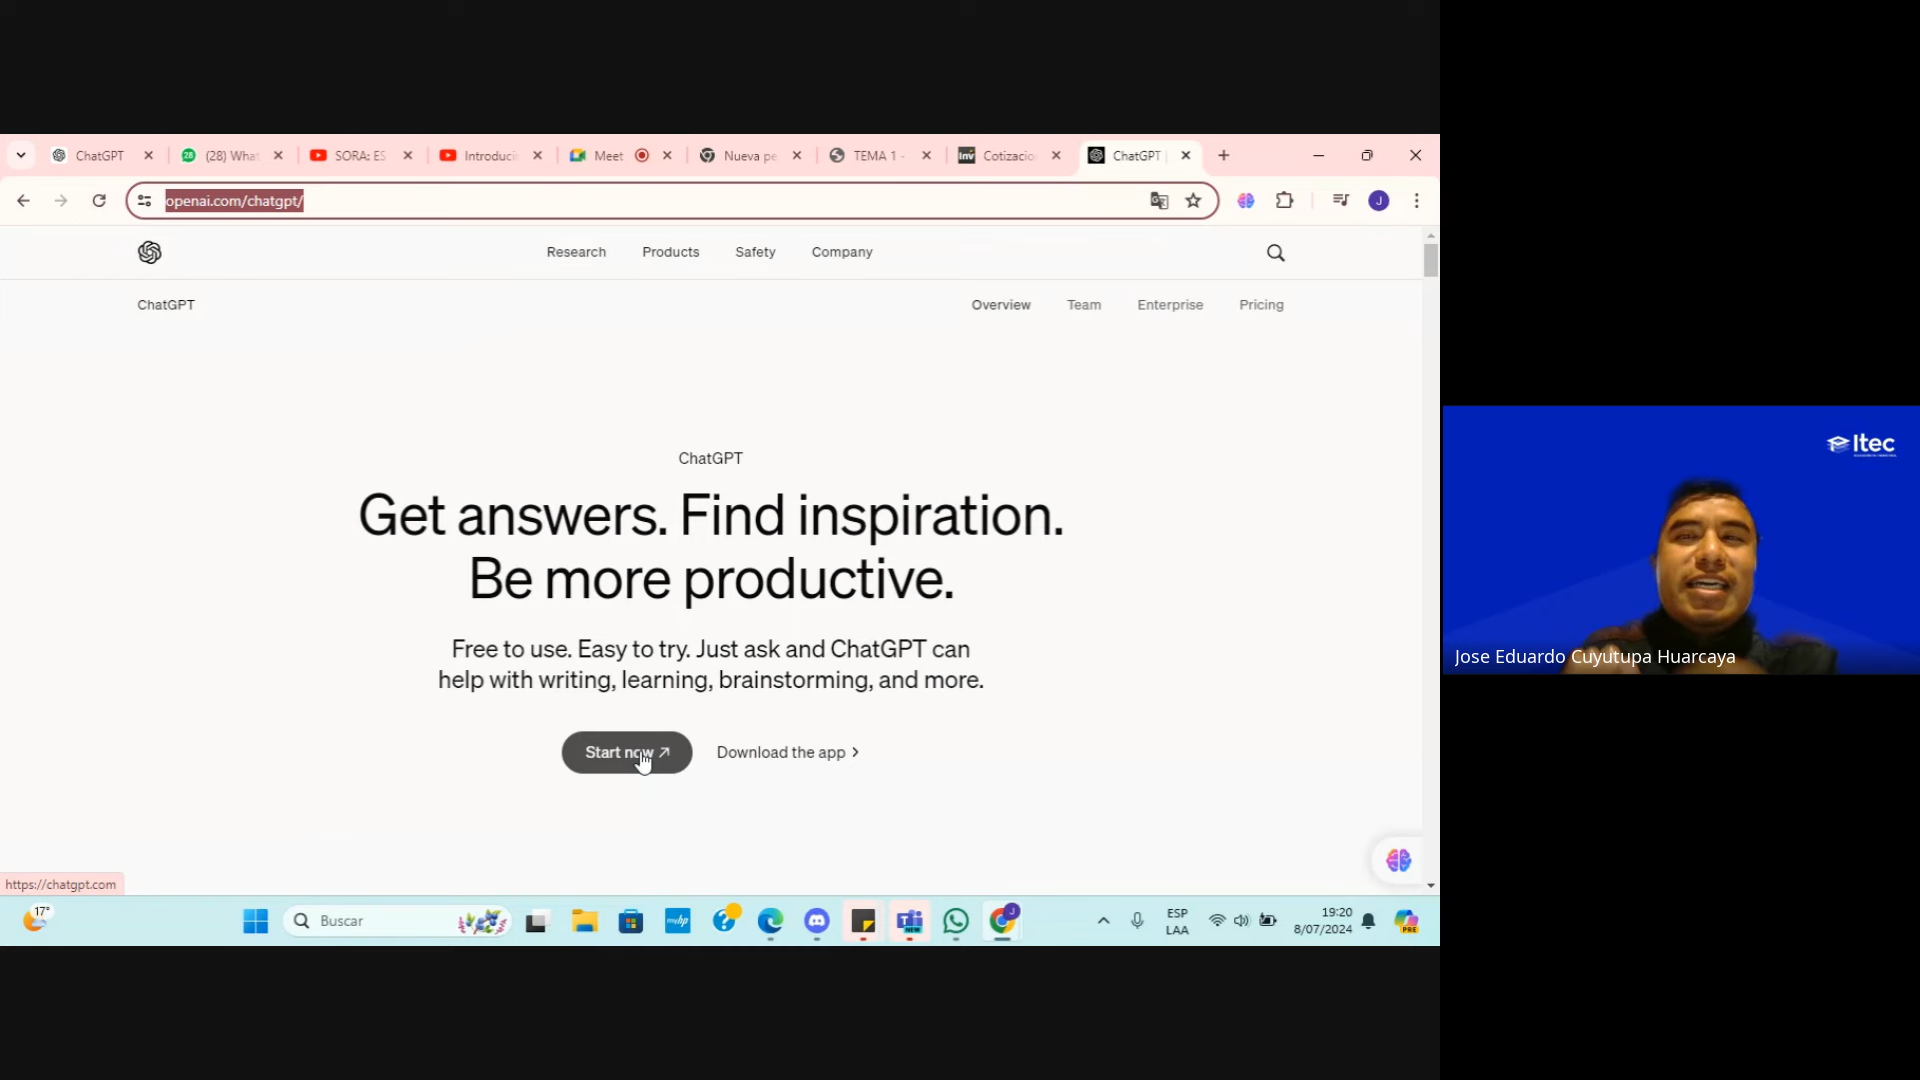 ChatGPT
(28) What
SORA: ES
Introduci
Meet
Nueva pe
TEMA 1 -
Cotizacio
ChatGPT
openai.com/chatgpt/
Research Products Safety Company
ChatGPT
Overview Team Enterprise Pricing
ChatGPT
Get answers. Find inspiration.
Be more productive.
Free to use. Easy to try. Just ask and ChatGPT can
help with writing, learning, brainstorming, and more.
Start now ↗ Download the app >
https://chatgpt.com
17°
Buscar
ESP
LAA
19:20
8/07/2024
Itec
Jose Eduardo Cuyutupa Huarcaya